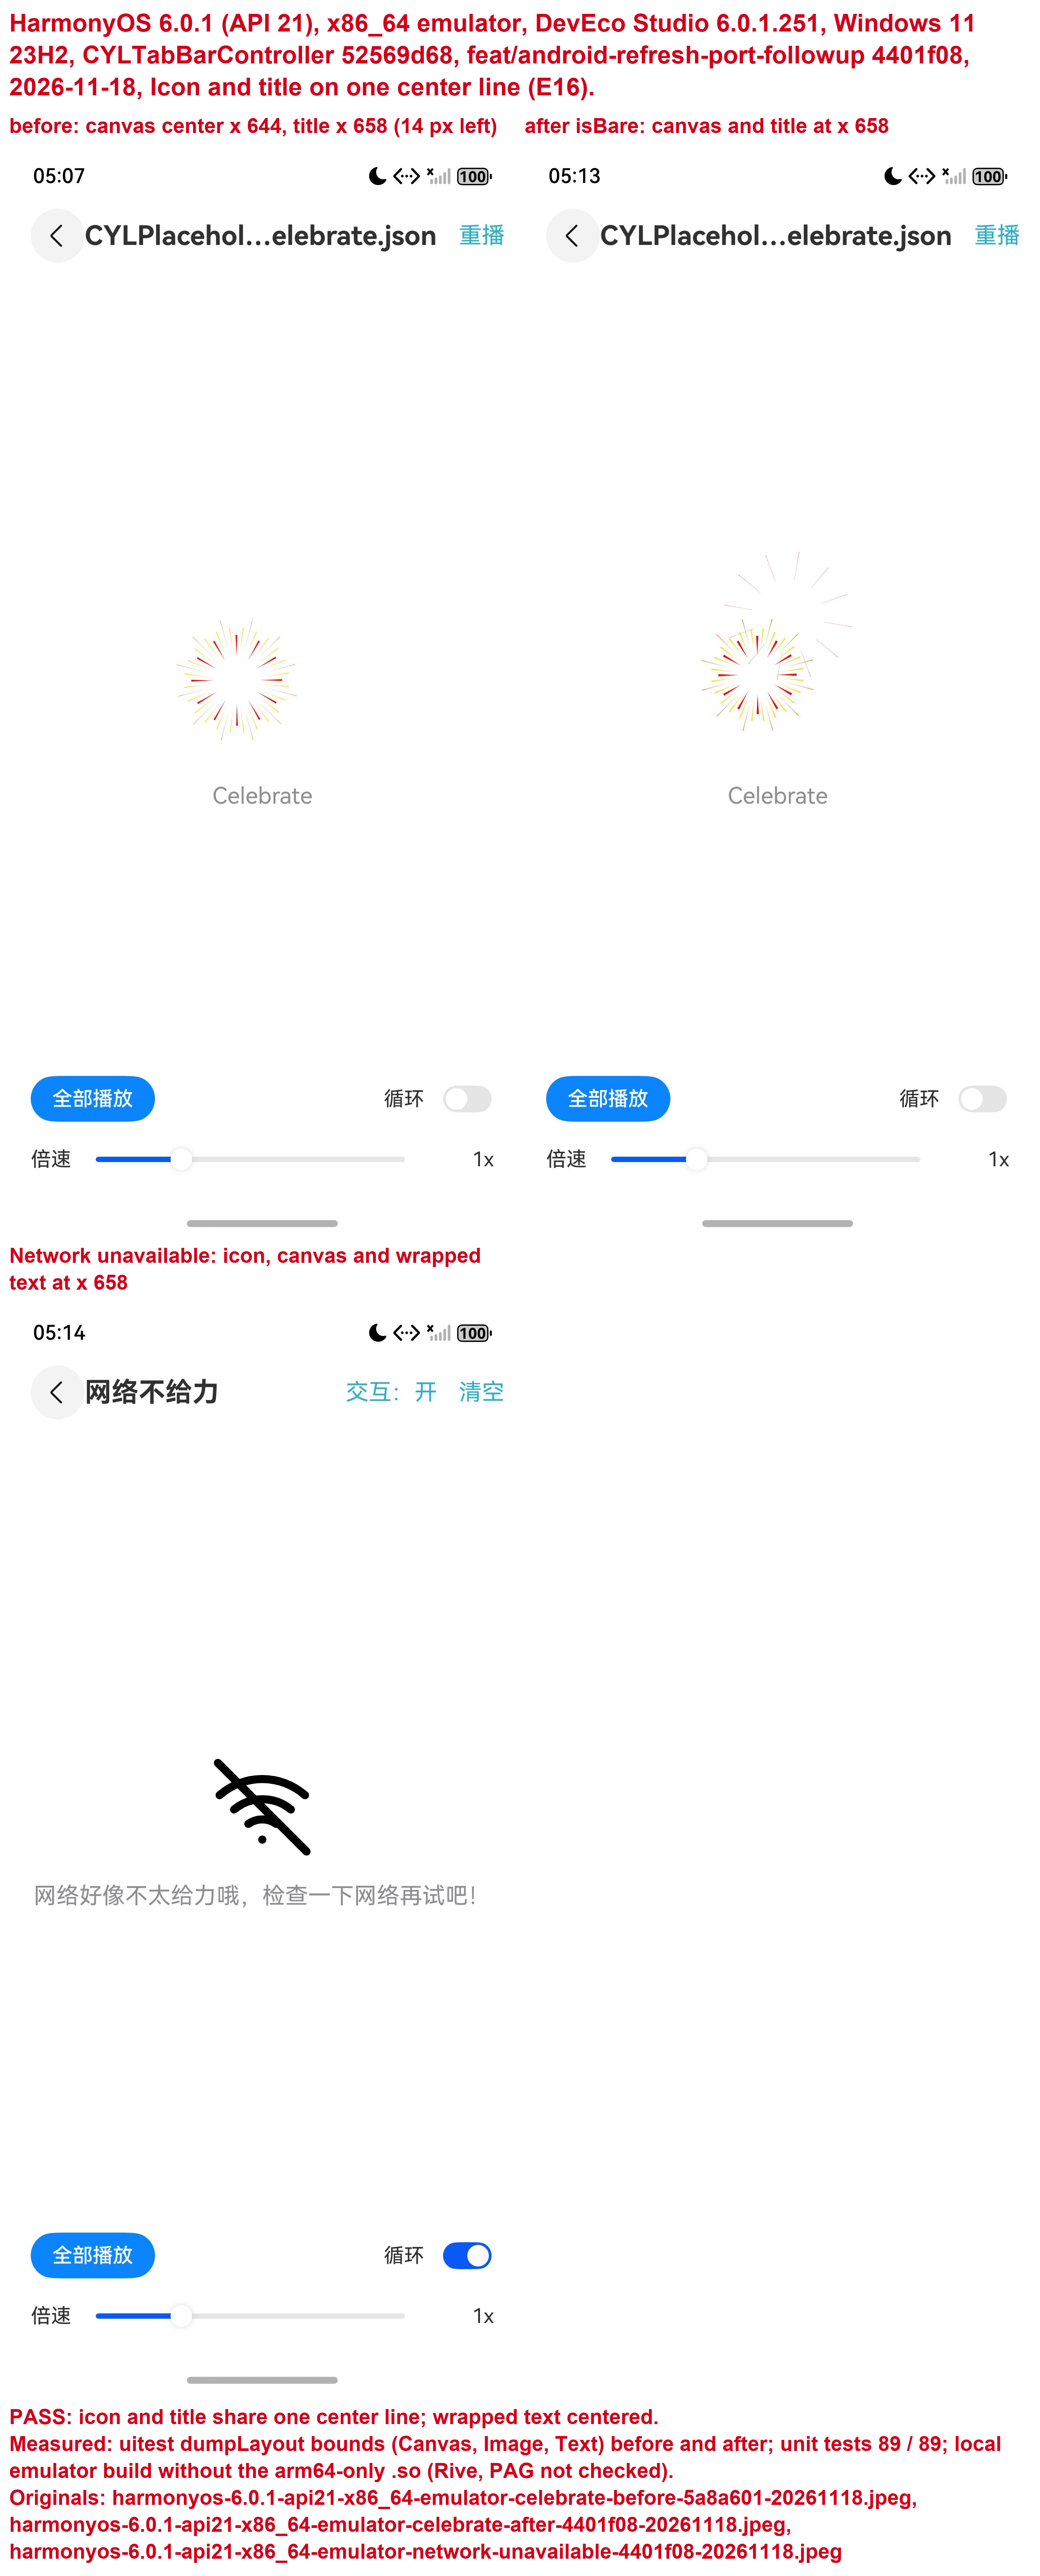 HarmonyOS 6.0.1 (API 21), x86_64 emulator, DevEco Studio 6.0.1.251, Windows 11
23H2, CYLTabBarController 52569d68, feat/android-refresh-port-followup 4401f08,
2026-11-18, Icon and title on one center line (E16).
before: canvas center x 644, title x 658 (14 px left)
after isBare: canvas and title at x 658
05:07
100
CYLPlacehol...elebrate.json
重播
Celebrate
全部播放
循环
倍速
1x
05:13
100
CYLPlacehol...elebrate.json
重播
Celebrate
全部播放
循环
倍速
1x
Network unavailable: icon, canvas and wrapped
text at x 658
05:14
100
网络不给力
交互：开
清空
网络好像不太给力哦，检查一下网络再试吧！
全部播放
循环
倍速
1x
PASS: icon and title share one center line; wrapped text centered.
Measured: uitest dumpLayout bounds (Canvas, Image, Text) before and after; unit tests 89 / 89; local
emulator build without the arm64-only .so (Rive, PAG not checked).
Originals: harmonyos-6.0.1-api21-x86_64-emulator-celebrate-before-5a8a601-20261118.jpeg,
harmonyos-6.0.1-api21-x86_64-emulator-celebrate-after-4401f08-20261118.jpeg,
harmonyos-6.0.1-api21-x86_64-emulator-network-unavailable-4401f08-20261118.jpeg